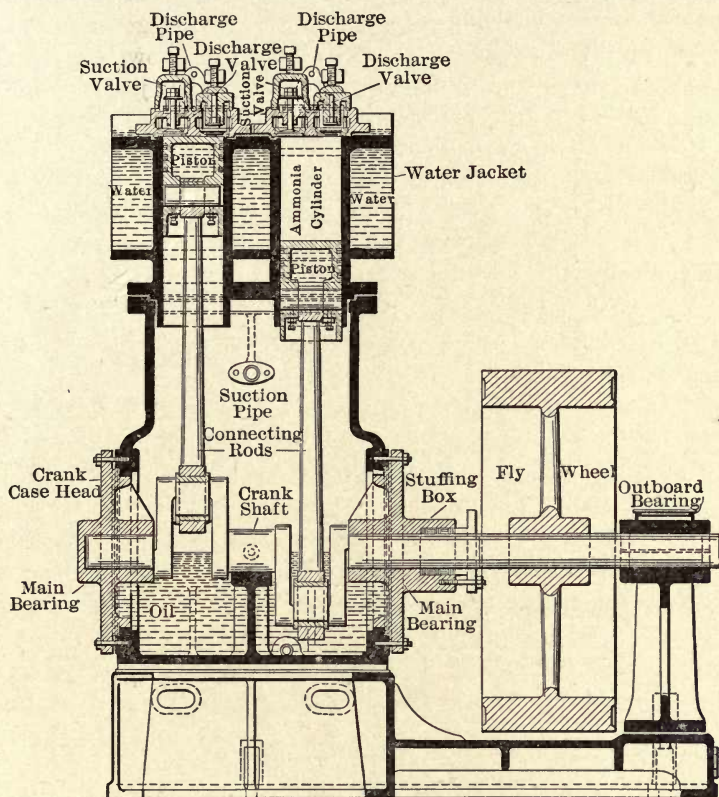 Discharge
Pipe
Discharge
Valve
Discharge
Pipe
Discharge
Valve
Suction
Valve
Suction
Valve
Piston
Water
Ammonia
Cylinder
Water
Water Jacket
Piston
Suction
Pipe
Connecting
Rods
Crank
Case Head
Crank
Shaft
Stuffing
Box
Fly Wheel
Outboard
Bearing
Main
Bearing
Oil
Main
Bearing